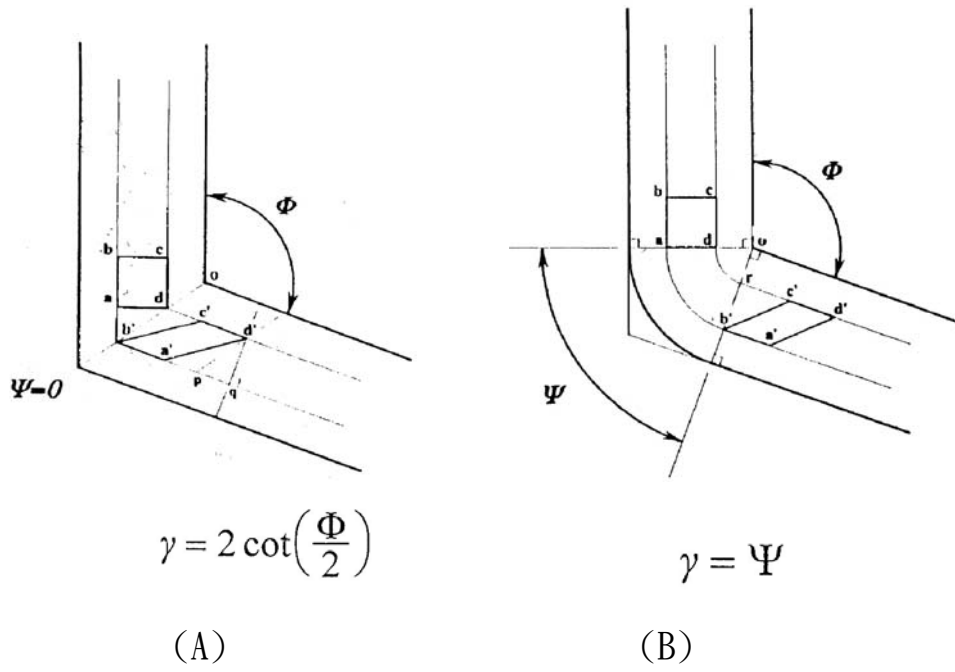 Φ
b c
o
a d
b' c'
d'
a'
p
q
Ψ=0
γ = 2 cot(Φ/2)
(A)
Φ
b c
a d
o
r
c'
b' d'
a'
Ψ
γ = Ψ
(B)